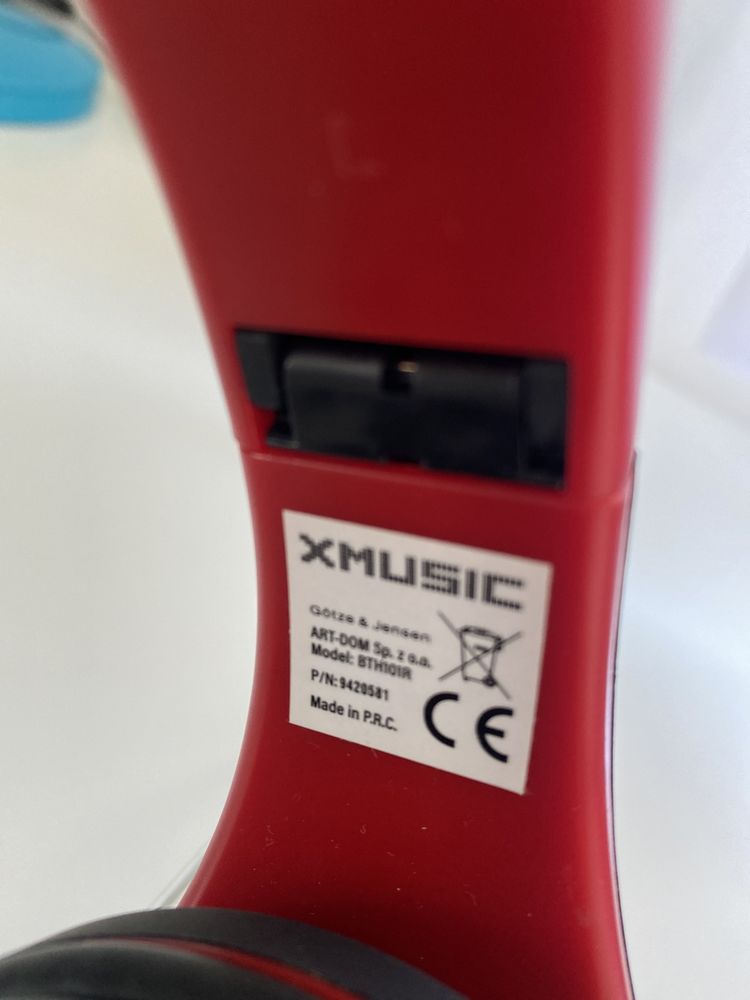 L
XMUSIC
Götze & Jensen
ART-DOM Sp. z o.o.
Model: BTH101R
P/N: 9420581
Made in P.R.C.
CE